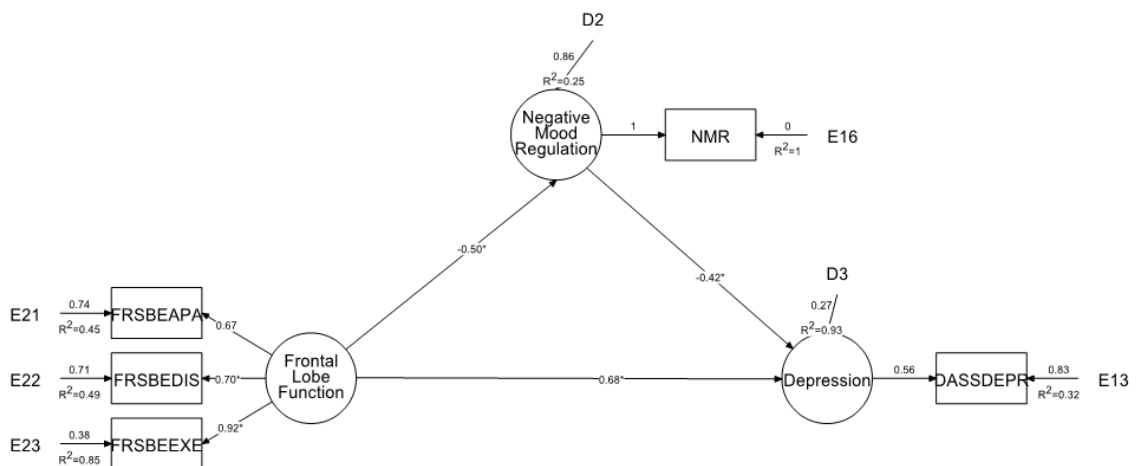 D2
0.86
R2=0.25
Negative
Mood
Regulation
1
NMR
0
R2=1
E16
-0.50*
-0.42*
D3
0.27
R2=0.93
E21
0.74
R2=0.45
FRSBEAPA
0.67
E22
0.71
R2=0.49
FRSBEDIS
0.70*
Frontal
Lobe
Function
0.68*
Depression
0.56
DASSDEPR
0.83
R2=0.32
E13
E23
0.38
R2=0.85
FRSBEEXE
0.92*